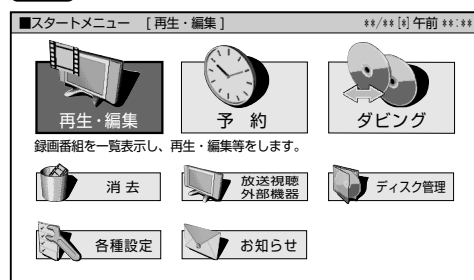 ■スタートメニュー [再生・編集] **/** [*] 午前 **:**
再生・編集
予 約
ダビング
録画番組を一覧表示し、再生・編集等をします。
消 去
放送視聴
外部機器
ディスク管理
各種設定
お知らせ